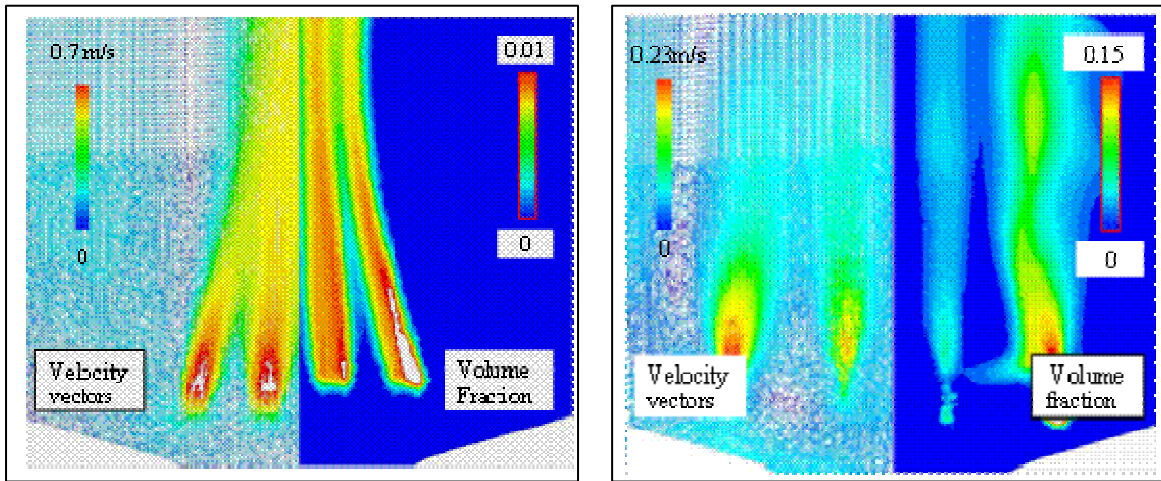 0.7m/s
0.01
0
0
Velocity
vectors
Volume
Fracion
0.23m/s
0.15
0
0
Velocity
vectors
Volume
fraction